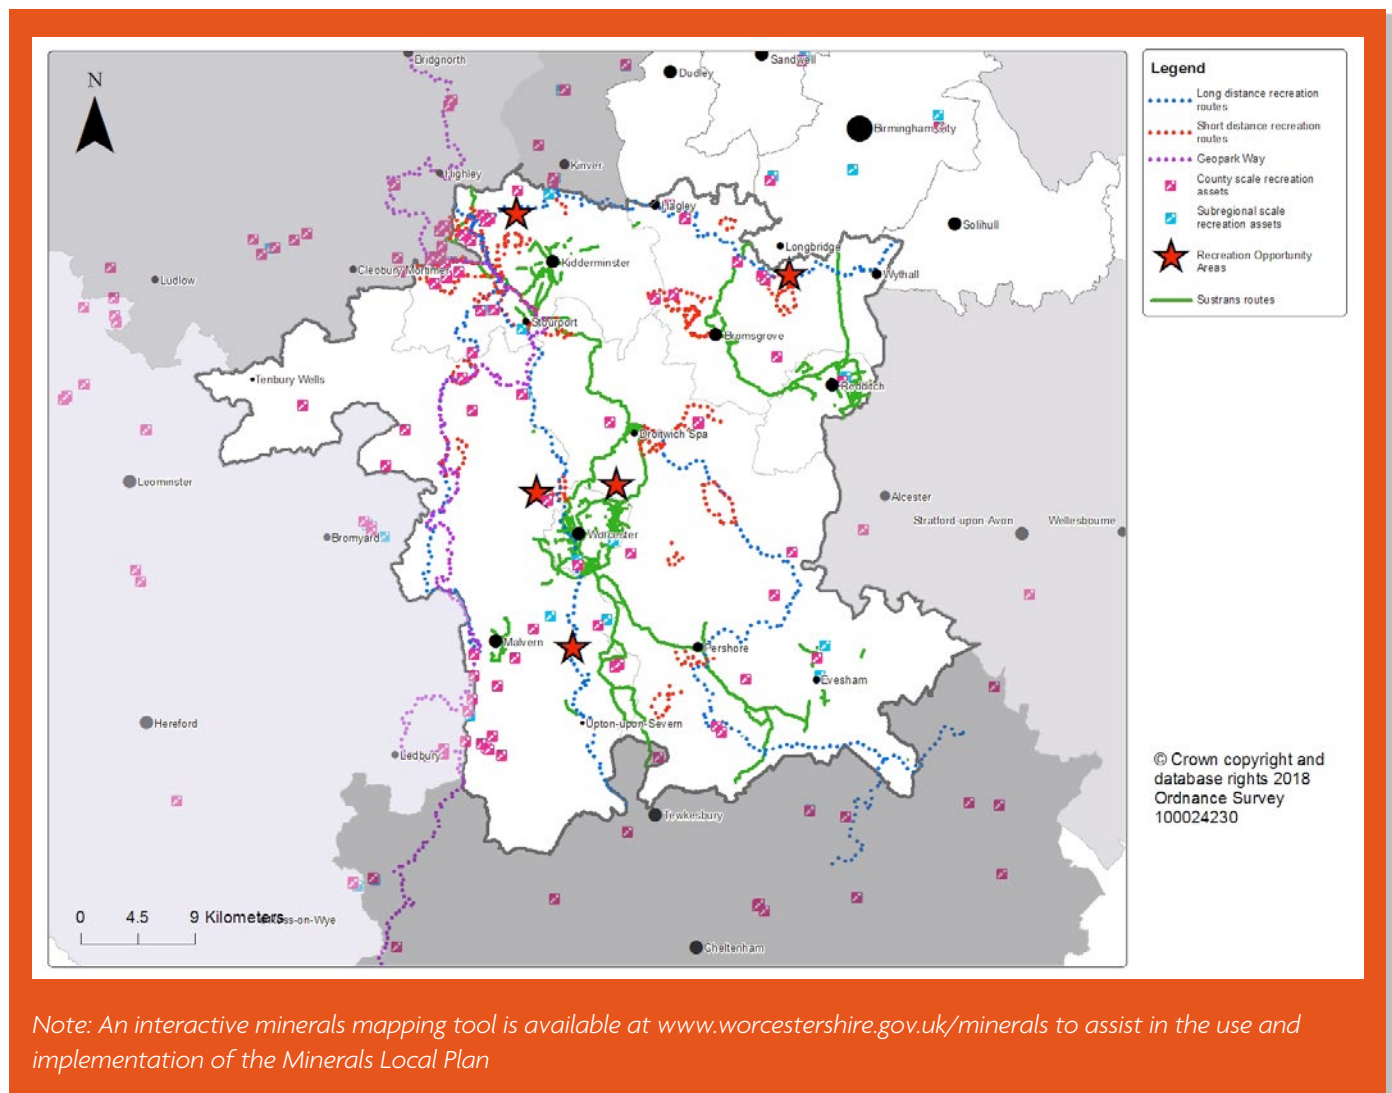 N
Bridgnorth
Dudley
Sandwell
Birmingham City
Kinver
Highley
Hagley
Solihull
Longbridge
Kidderminster
Wythall
Cleobury Mortimer
Ludlow
Stourport
Bromsgrove
Tenbury Wells
Redditch
Droitwich Spa
Leominster
Alcester
Stratford-upon-Avon
Wellesbourne
Bromyard
Worcester
Malvern
Pershore
Evesham
Hereford
Upton-upon-Severn
Ledbury
Tewkesbury
Ross-on-Wye
Cheltenham
0 4.5 9 Kilometers
Legend
Long distance recreation
routes
Short distance recreation
routes
Geopark Way
County scale recreation
assets
Subregional scale
recreation assets
Recreation Opportunity
Areas
Sustrans routes
© Crown copyright and
database rights 2018
Ordnance Survey
100024230
Note: An interactive minerals mapping tool is available at www.worcestershire.gov.uk/minerals to assist in the use and
implementation of the Minerals Local Plan